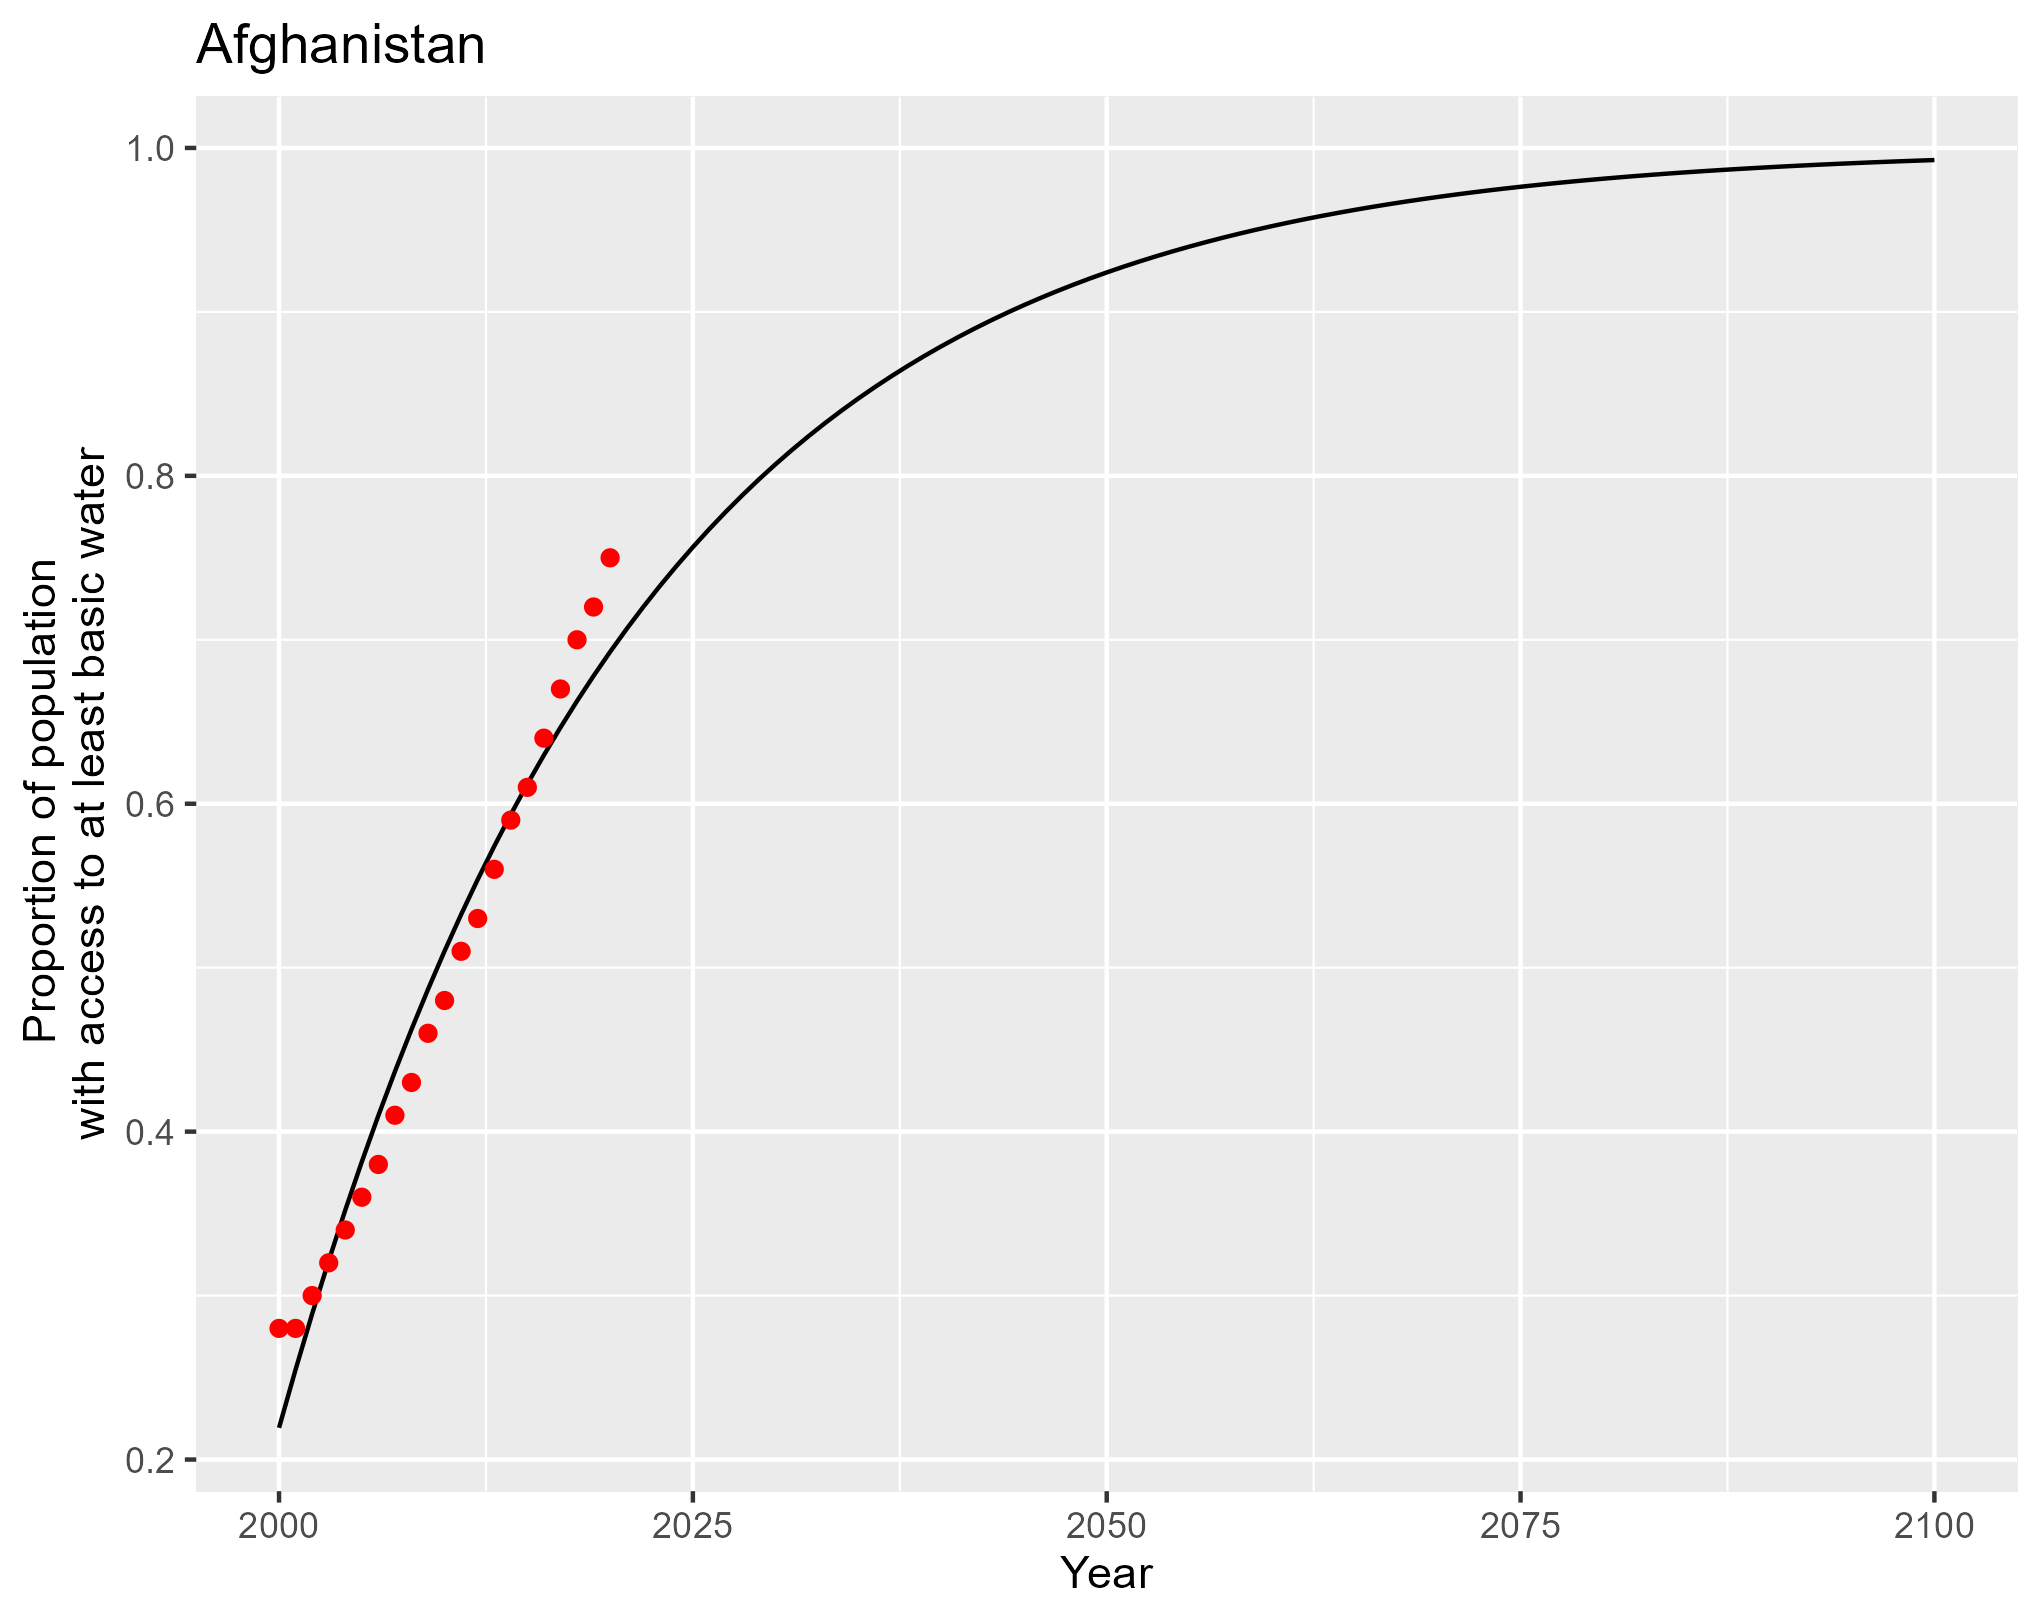 Afghanistan
Proportion of population
with access to at least basic water
1.0
0.8
0.6
0.4
0.2
2000
2025
2050
2075
2100
Year